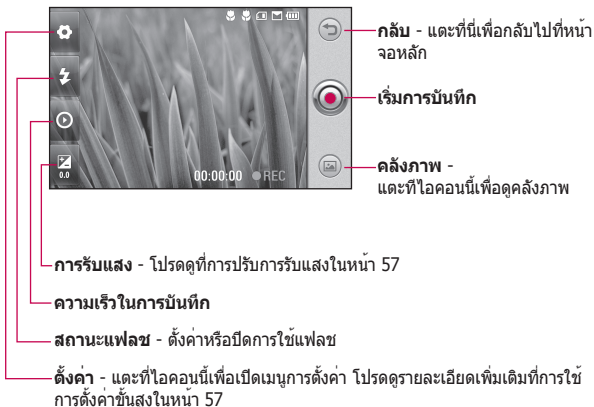 กลับ - แตะที่นี่เพื่อกลับไปที่หน้า
จอหลัก
เริ่มการบันทึก
0.0
00:00:00 REC
คลังภาพ -
แตะทีไอคอนนี้เพื่อดูคลังภาพ
การรับแสง - โปรดดูที่การปรับการรับแสงในหน้า 57
ความเร็วในการบันทึก
สถานะแฟลช - ตั้งค่าหรือปิดการใช้แฟลช
ตั้งค่า - แตะที่ไอคอนนี้เพื่อเปิดเมนูการตั้งค่า โปรดดูรายละเอียดเพิ่มเติมที่การใช้
การตั้งค่าขั้นสูงในหน้า 57